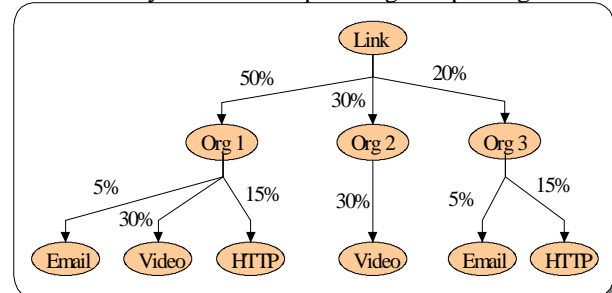 Link
50%
30%
20%
Org 1
Org 2
Org 3
5%
30%
15%
30%
5%
15%
Email
Video
HTTP
Video
Email
HTTP